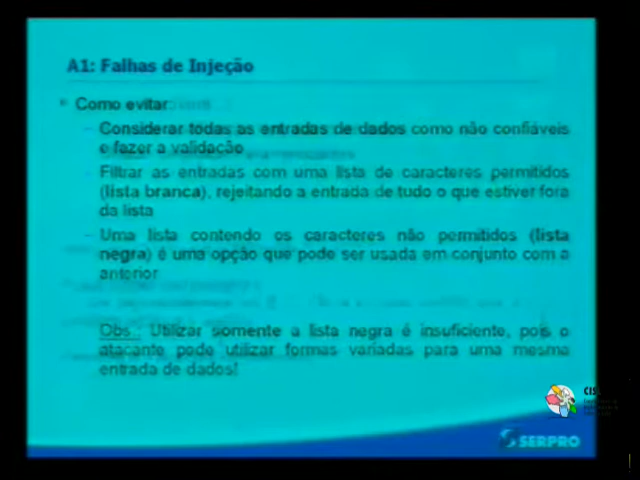 A1: Falhas de Injeção
Como evitar:
Considerar todas as entradas de dados como não confiáveis
e fazer a validação
Filtrar as entradas com uma lista de caracteres permitidos
(lista branca), rejeitando a entrada de tudo o que estiver fora
da lista
Uma lista contendo os caracteres não permitidos (lista
negra) é uma opção que pode ser usada em conjunto com a
anterior
Obs.: Utilizar somente a lista negra é insuficiente, pois o
atacante pode utilizar formas variadas para uma mesma
entrada de dados!
SERPRO